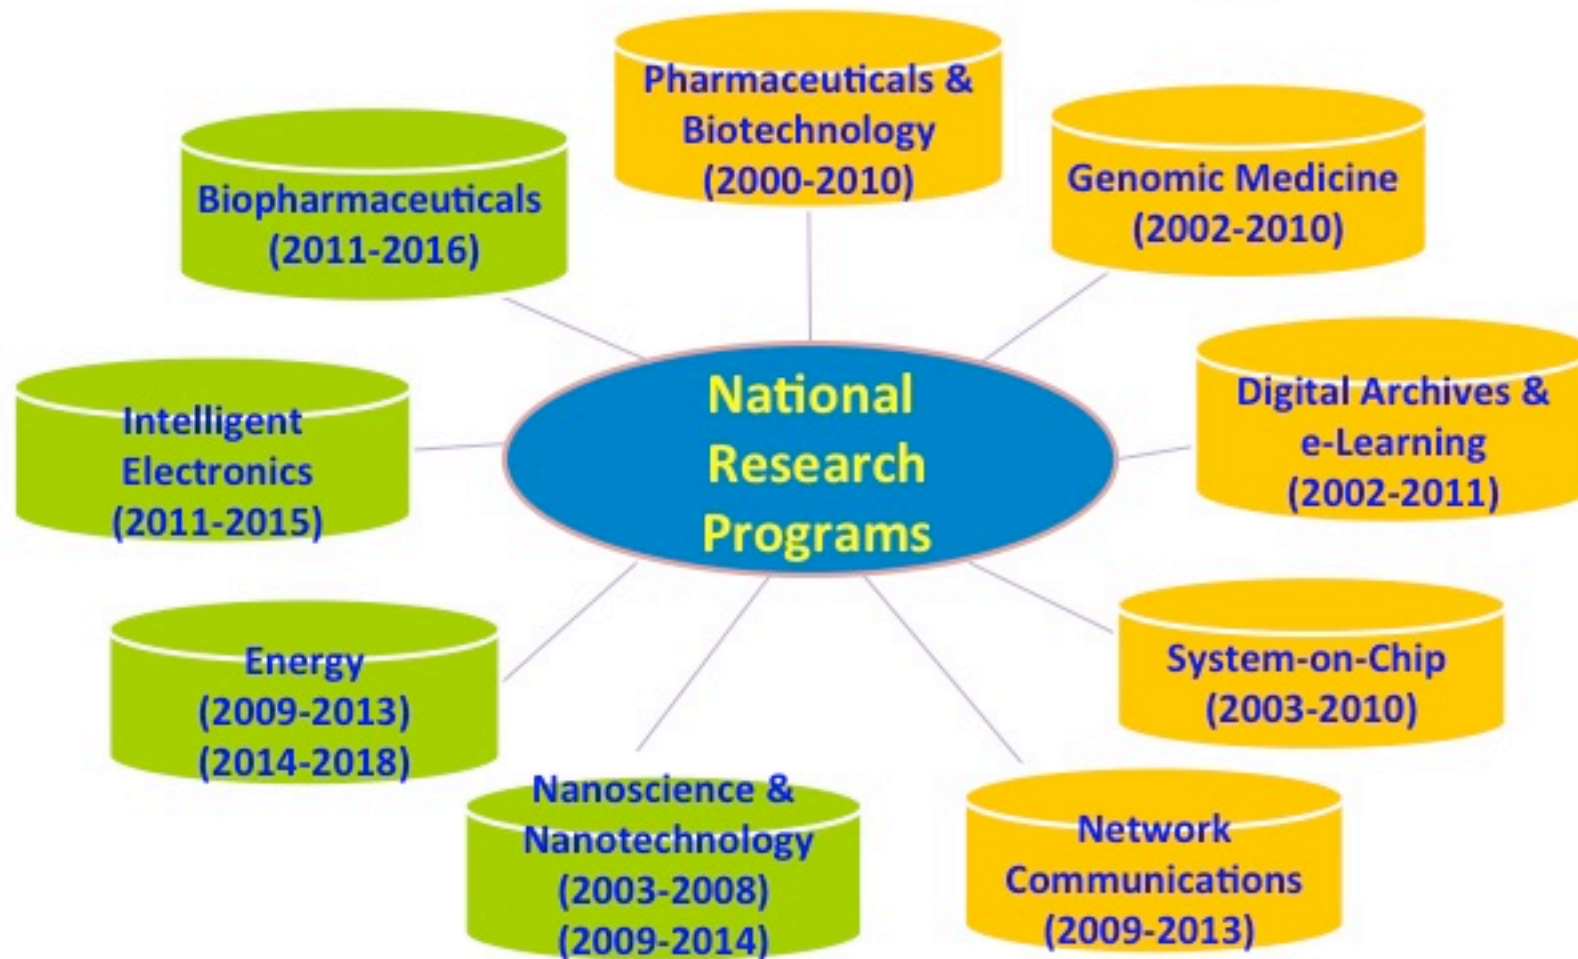 Pharmaceuticals &
Biotechnology
(2000-2010)
Genomic Medicine
(2002-2010)
Biopharmaceuticals
(2011-2016)
National
Research
Programs
Digital Archives &
e-Learning
(2002-2011)
Intelligent
Electronics
(2011-2015)
System-on-Chip
(2003-2010)
Energy
(2009-2013)
(2014-2018)
Nanoscience &
Nanotechnology
(2003-2008)
(2009-2014)
Network
Communications
(2009-2013)